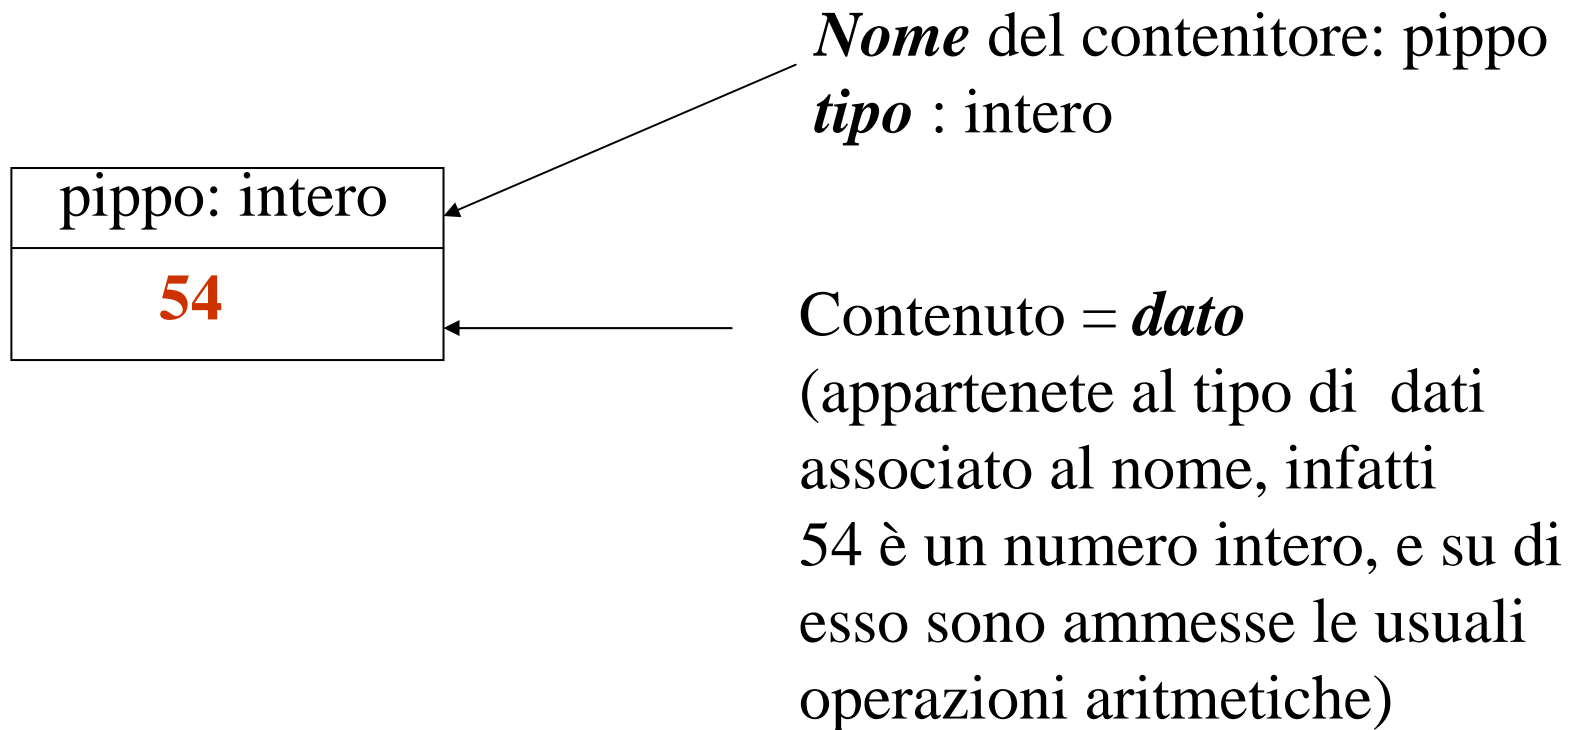 Nome del contenitore: pippo
tipo : intero
pippo: intero
54
Contenuto = dato
(appartenete al tipo di dati
associato al nome, infatti
54 è un numero intero, e su di
esso sono ammesse le usuali
operazioni aritmetiche)